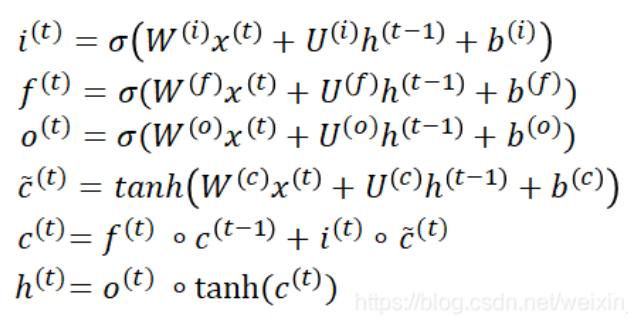 i^(t) = σ(W^(i)x^(t) + U^(i)h^(t−1) + b^(i))
f^(t) = σ(W^(f)x^(t) + U^(f)h^(t−1) + b^(f))
o^(t) = σ(W^(o)x^(t) + U^(o)h^(t−1) + b^(o))
c̃^(t) = tanh(W^(c)x^(t) + U^(c)h^(t−1) + b^(c))
c^(t) = f^(t) ∘ c^(t−1) + i^(t) ∘ c̃^(t)
h^(t) = o^(t) ∘ tanh(c^(t))
https://blog.csdn.net/weixin